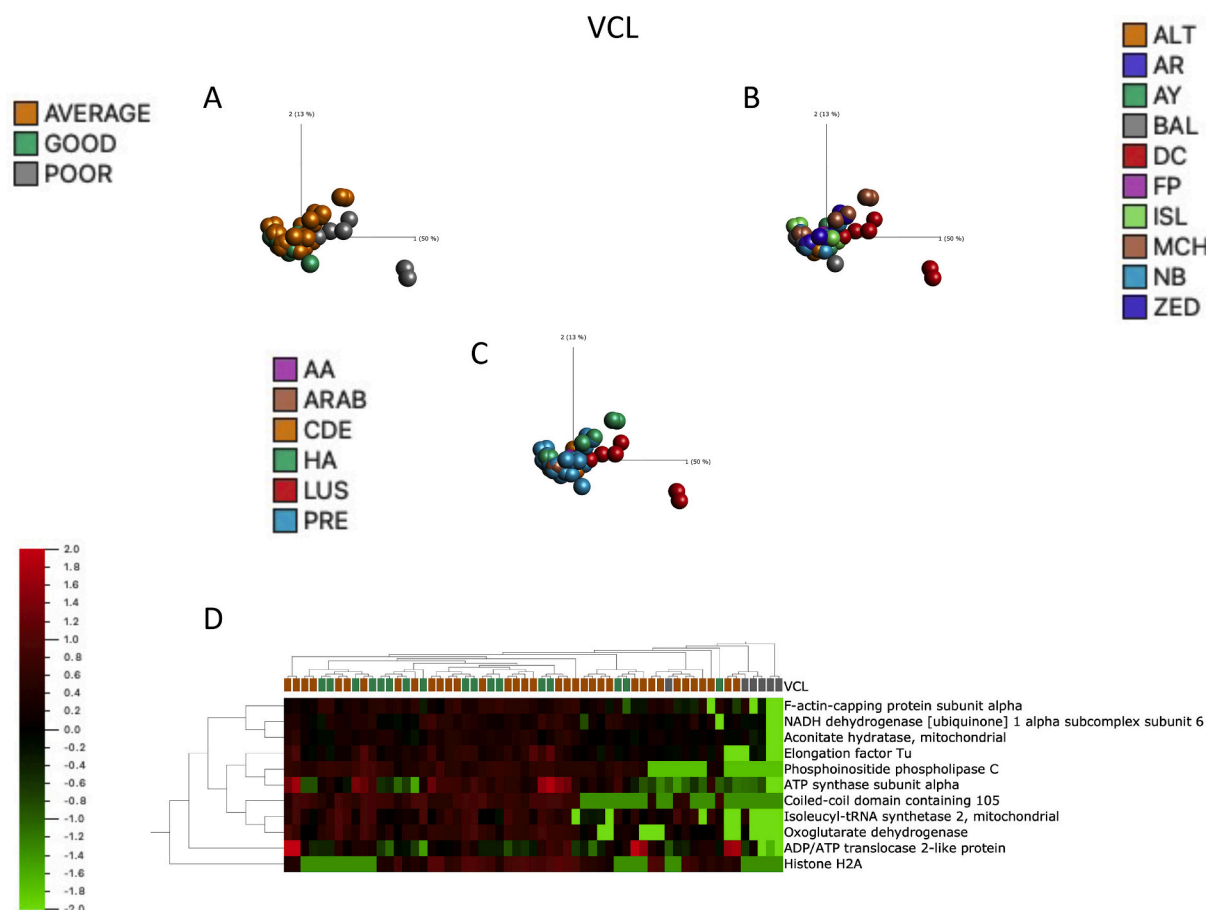 VCL
A
AVERAGE
GOOD
POOR
2 (13 %)
1 (50 %)
B
2 (13 %)
1 (50 %)
ALT
AR
AY
BAL
DC
FP
ISL
MCH
NB
ZED
C
2 (13 %)
1 (50 %)
AA
ARAB
CDE
HA
LUS
PRE
2.0
1.8
1.6
1.4
1.2
1.0
0.8
0.6
0.4
0.2
0.0
-0.2
-0.4
-0.6
-0.8
-1.0
-1.2
-1.4
-1.6
-1.8
-2.0
D
VCL
F-actin-capping protein subunit alpha
NADH dehydrogenase [ubiquinone] 1 alpha subcomplex subunit 6
Aconitate hydratase, mitochondrial
Elongation factor Tu
Phosphoinositide phospholipase C
ATP synthase subunit alpha
Coiled-coil domain containing 105
Isoleucyl-tRNA synthetase 2, mitochondrial
Oxoglutarate dehydrogenase
ADP/ATP translocase 2-like protein
Histone H2A